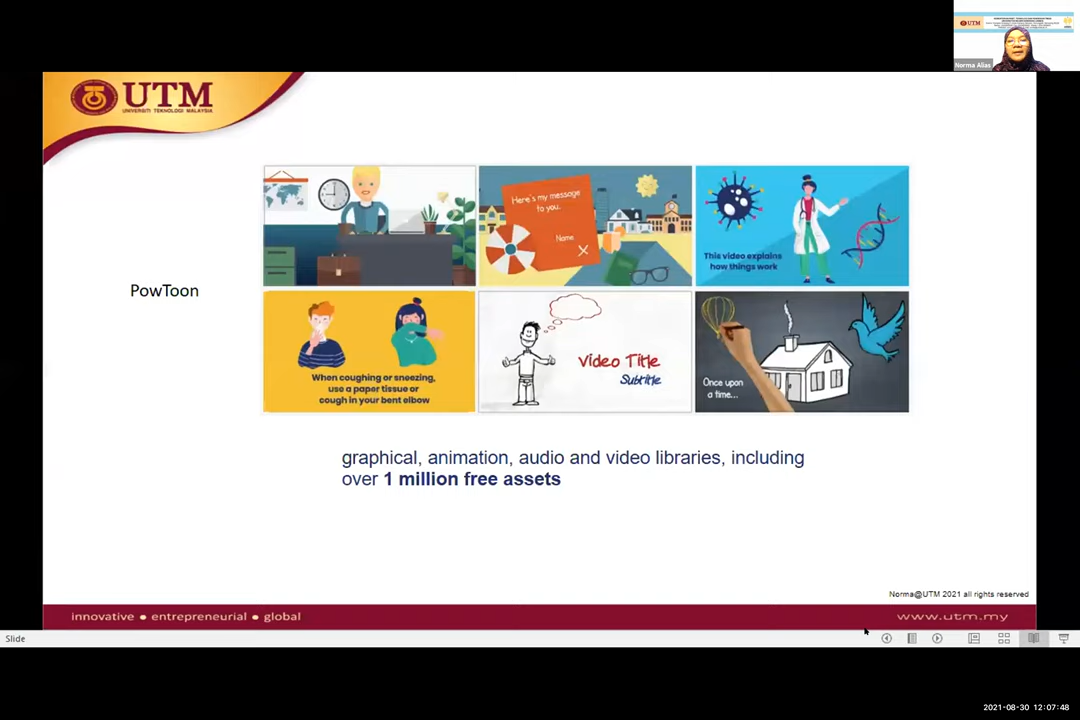 UTM
Norma Alias
UTM
UNIVERSITI TEKNOLOGI MALAYSIA
PowToon
Here's my message
to you.
Name
This video explains
how things work
When coughing or sneezing,
use a paper tissue or
cough in your bent elbow
Video Title
Subtitle
Once upon
a time...
graphical, animation, audio and video libraries, including
over 1 million free assets
Norma@UTM 2021 all rights reserved
innovative ● entrepreneurial ● global
www.utm.my
Slide
2021-08-30 12:07:48